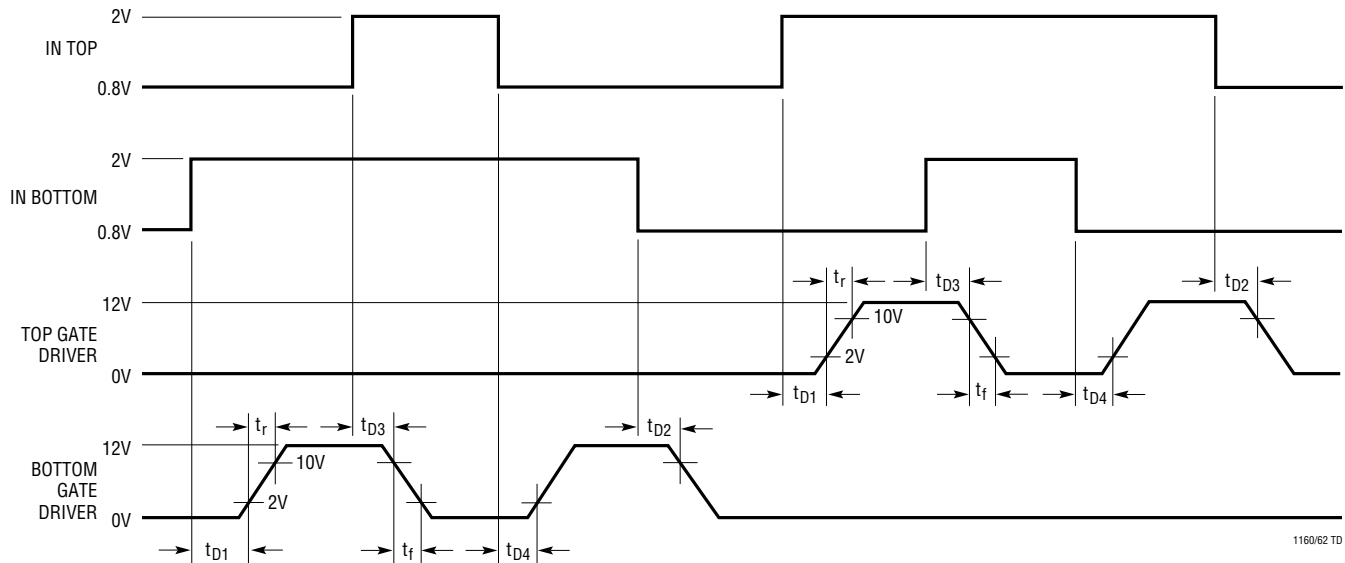 2V
IN TOP
0.8V
2V
IN BOTTOM
0.8V
tr
tD3
tD2
12V
10V
TOP GATE
DRIVER
2V
0V
tD1
tf
tD4
tr
tD3
tD2
12V
10V
BOTTOM
GATE
DRIVER
2V
0V
tD1
tf
tD4
1160/62 TD